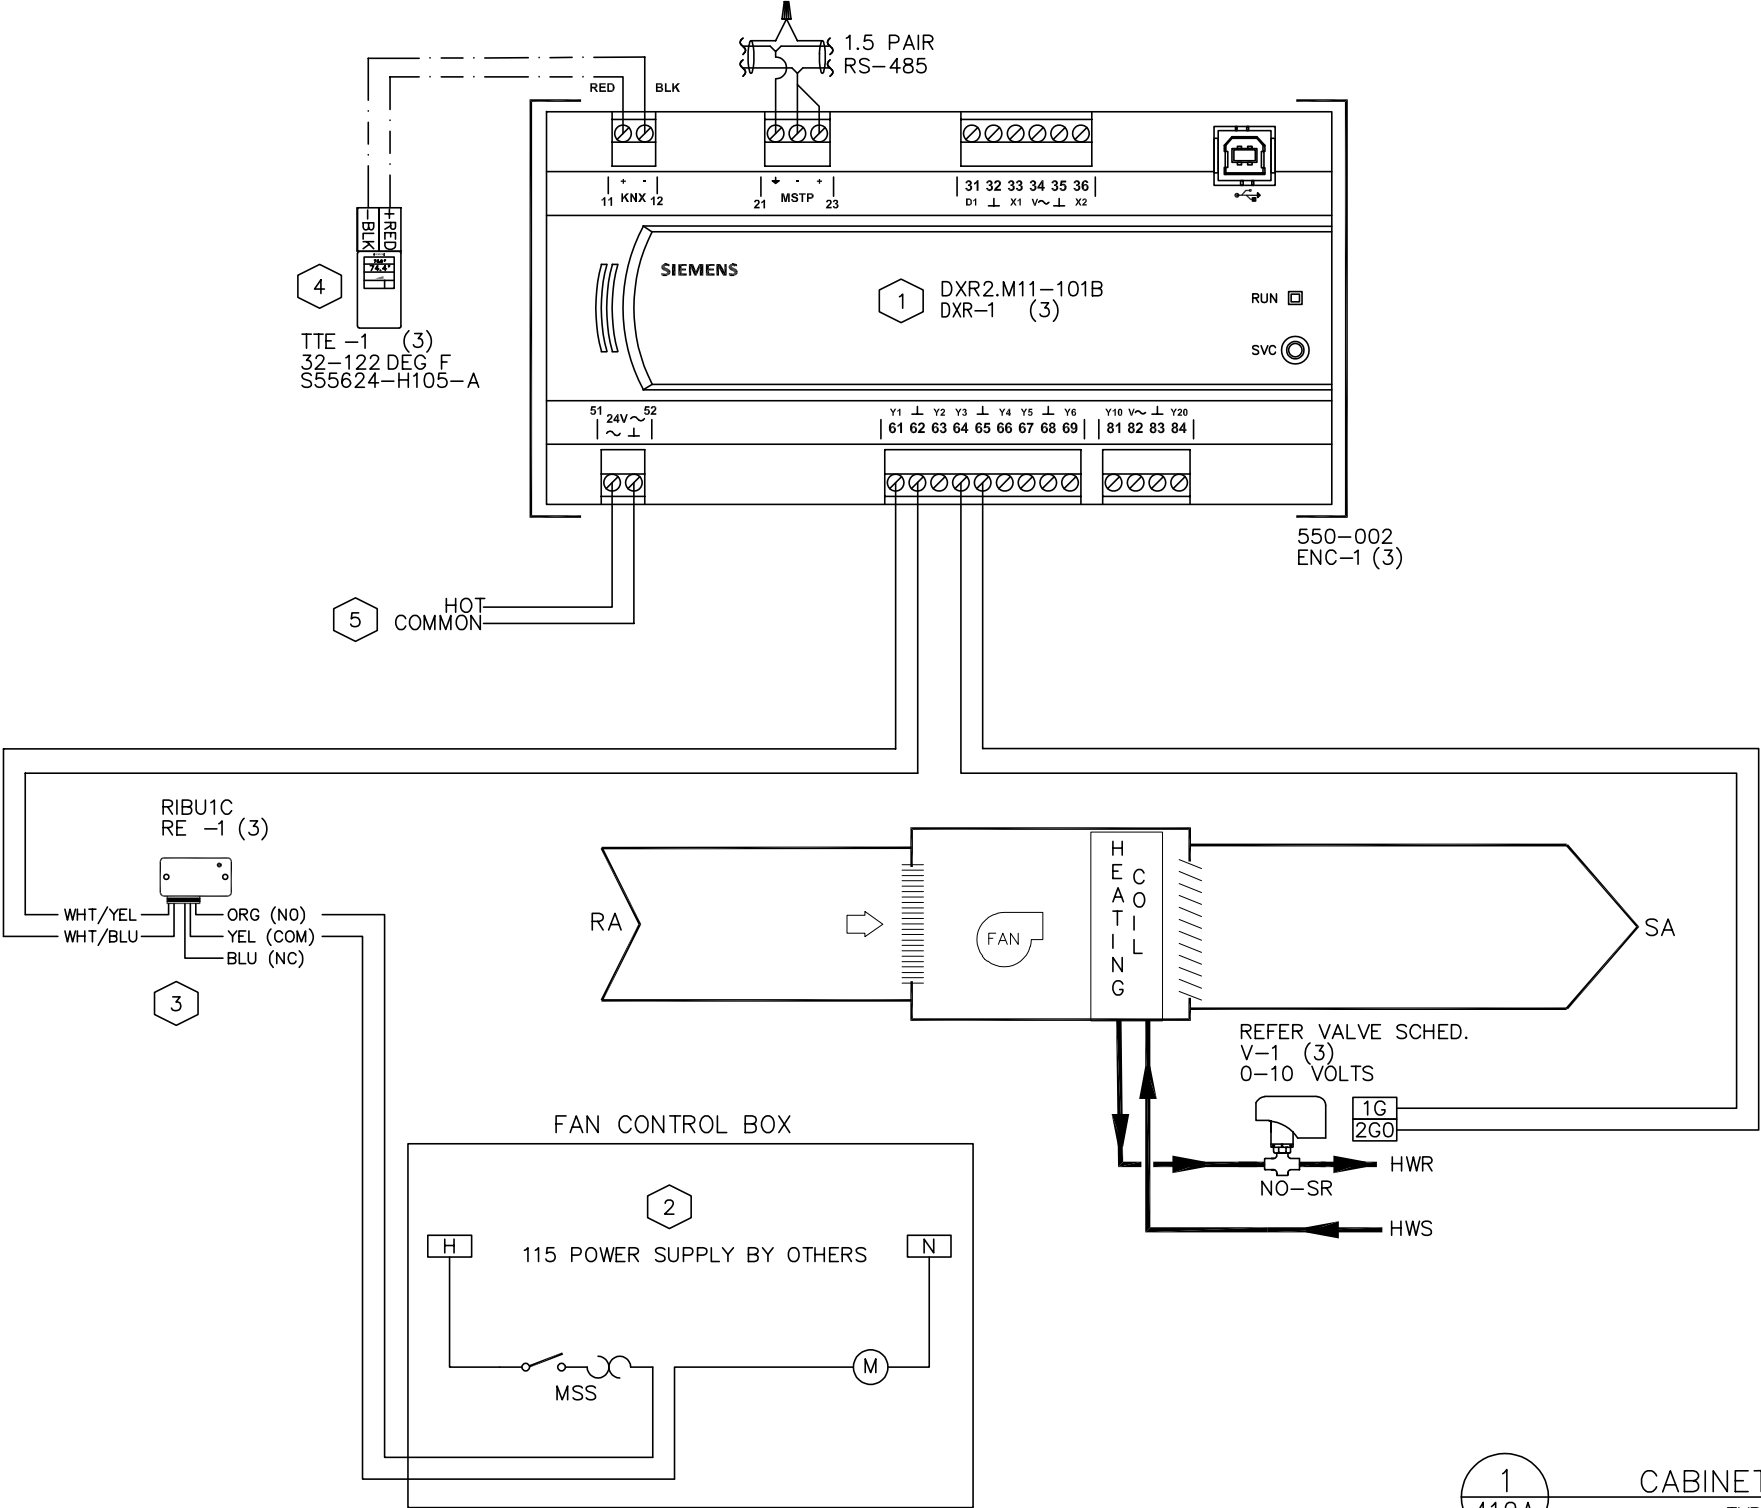 1.5 PAIR
RS-485
RED BLK
+ - + 
11 KNX 12
- +
21 MSTP 23
31 32 33 34 35 36
D1 ⊥ X1 V~ ⊥ X2
SIEMENS
1
DXR2.M11-101B
DXR-1 (3)
RUN
SVC
- BLK
+ RED
74.4°
4
TTE -1 (3)
32-122 DEG F
S55624-H105-A
51 24V ~ 52
~ ⊥
Y1 ⊥ Y2 Y3 ⊥ Y4 Y5 ⊥ Y6
61 62 63 64 65 66 67 68 69
Y10 V~ ⊥ Y20
81 82 83 84
550-002
ENC-1 (3)
5
HOT
COMMON
RIBU1C
RE -1 (3)
WHT/YEL
WHT/BLU
ORG (NO)
YEL (COM)
BLU (NC)
3
RA
FAN
HEATING
COIL
SA
REFER VALVE SCHED.
V-1 (3)
0-10 VOLTS
1G
2G0
HWR
NO-SR
HWS
FAN CONTROL BOX
2
H
115 POWER SUPPLY BY OTHERS
N
MSS
M
1
CABINET